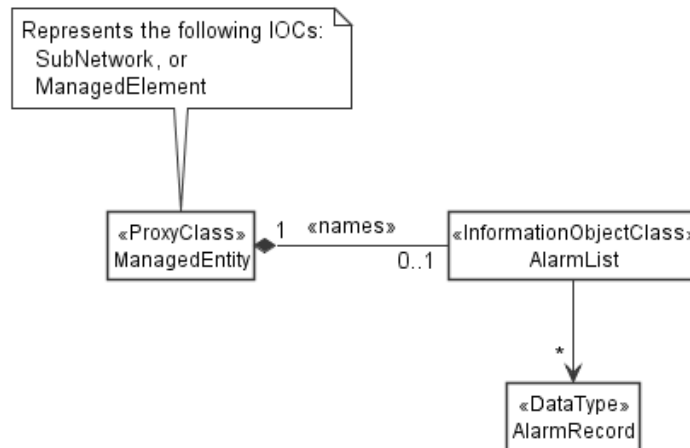 Represents the following IOCs:
SubNetwork, or
ManagedElement
«ProxyClass»
ManagedEntity
1
«names»
0..1
«InformationObjectClass»
AlarmList
*
«DataType»
AlarmRecord